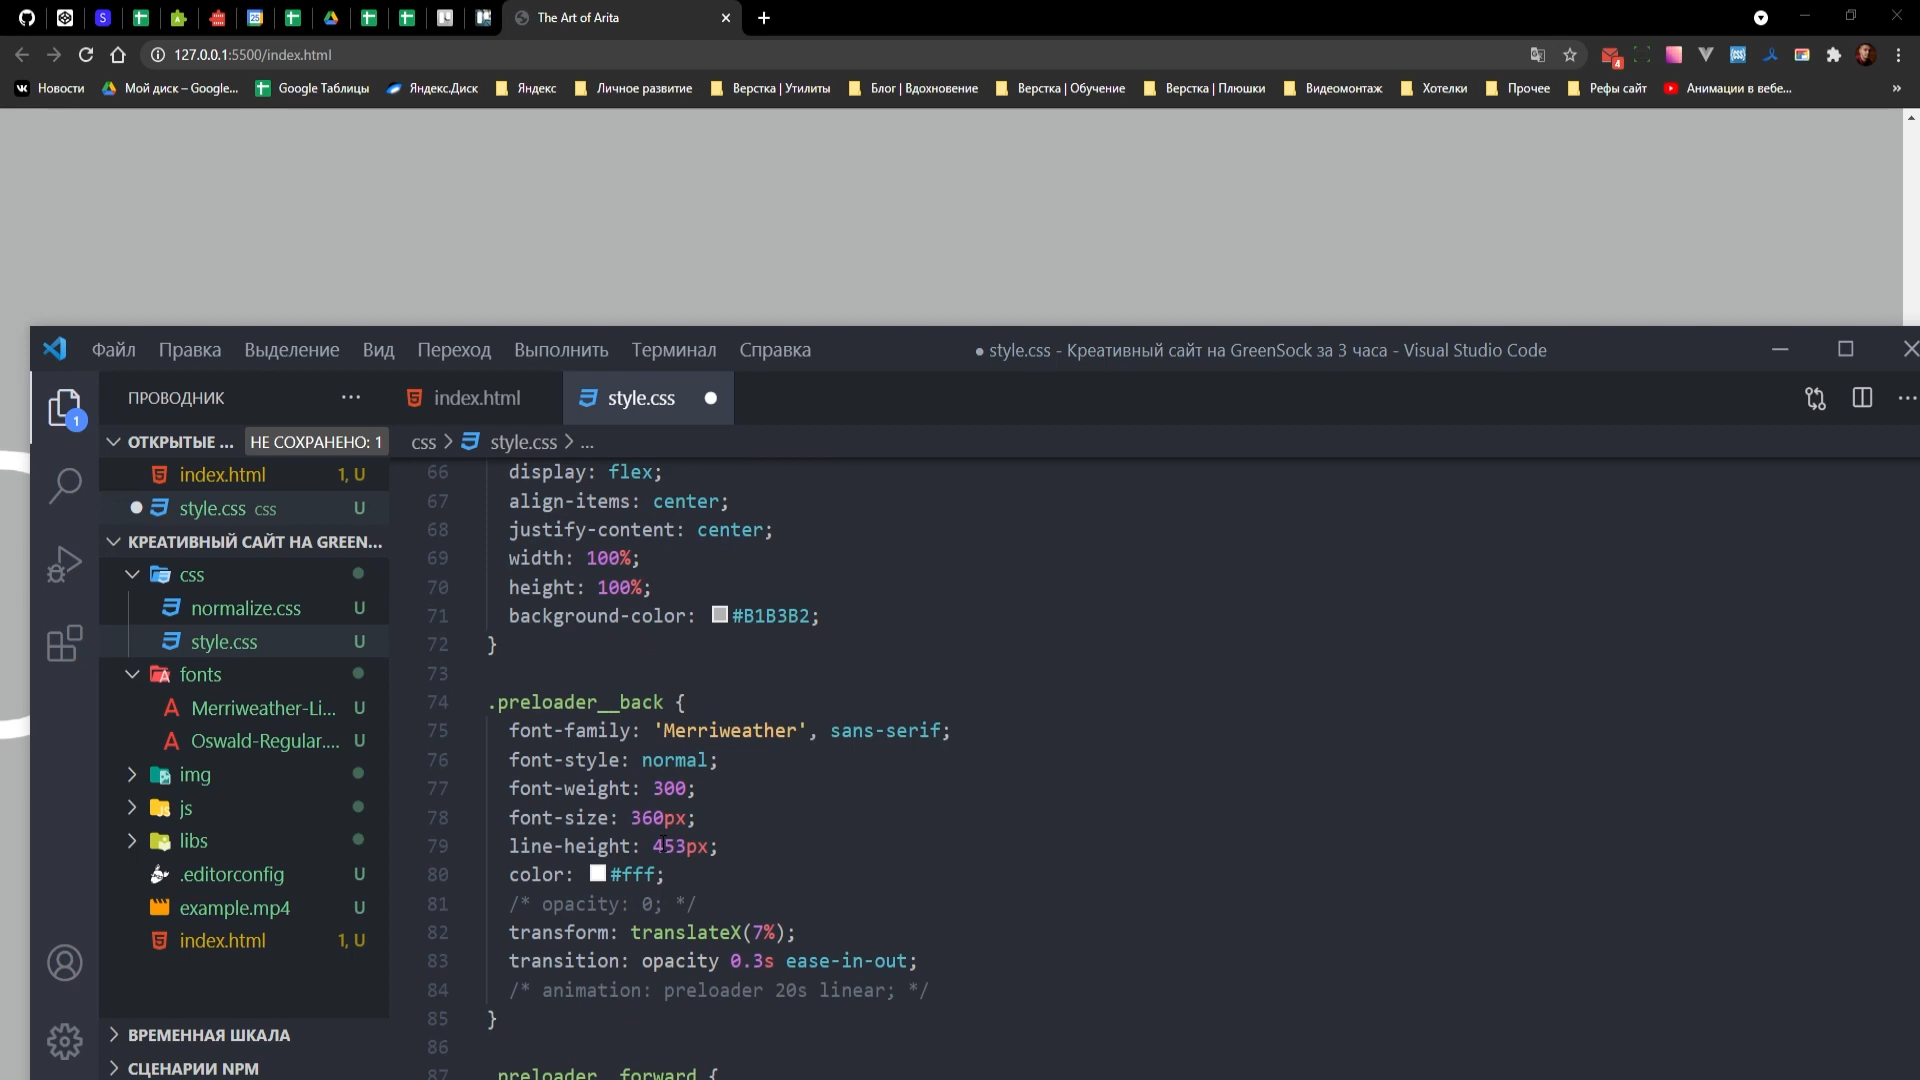 The Art of Arita
127.0.0.1:5500/index.html
Новости Мой диск – Google... Google Таблицы Яндекс.Диск Яндекс Личное развитие Верстка | Утилиты Блог | Вдохновение Верстка | Обучение Верстка | Плюшки Видеомонтаж Хотелки Прочее Рефы сайт Анимации в вебе... »
Файл Правка Выделение Вид Переход Выполнить Терминал Справка ● style.css - Креативный сайт на GreenSock за 3 часа - Visual Studio Code
ПРОВОДНИК ··· index.html style.css ●
1
ОТКРЫТЫЕ ... НЕ СОХРАНЕНО: 1 css > style.css > ...
index.html 1, U
style.css css U
КРЕАТИВНЫЙ САЙТ НА GREEN...
css
normalize.css U
style.css U
fonts
Merriweather-Li... U
Oswald-Regular.... U
img
js
libs
.editorconfig U
example.mp4 U
index.html 1, U
ВРЕМЕННАЯ ШКАЛА
СЦЕНАРИИ NPM
66 display: flex;
67 align-items: center;
68 justify-content: center;
69 width: 100%;
70 height: 100%;
71 background-color: #B1B3B2;
72 }
73
74 .preloader__back {
75 font-family: 'Merriweather', sans-serif;
76 font-style: normal;
77 font-weight: 300;
78 font-size: 360px;
79 line-height: 453px;
80 color: #fff;
81 /* opacity: 0; */
82 transform: translateX(7%);
83 transition: opacity 0.3s ease-in-out;
84 /* animation: preloader 20s linear; */
85 }
86
87 .preloader__forward {